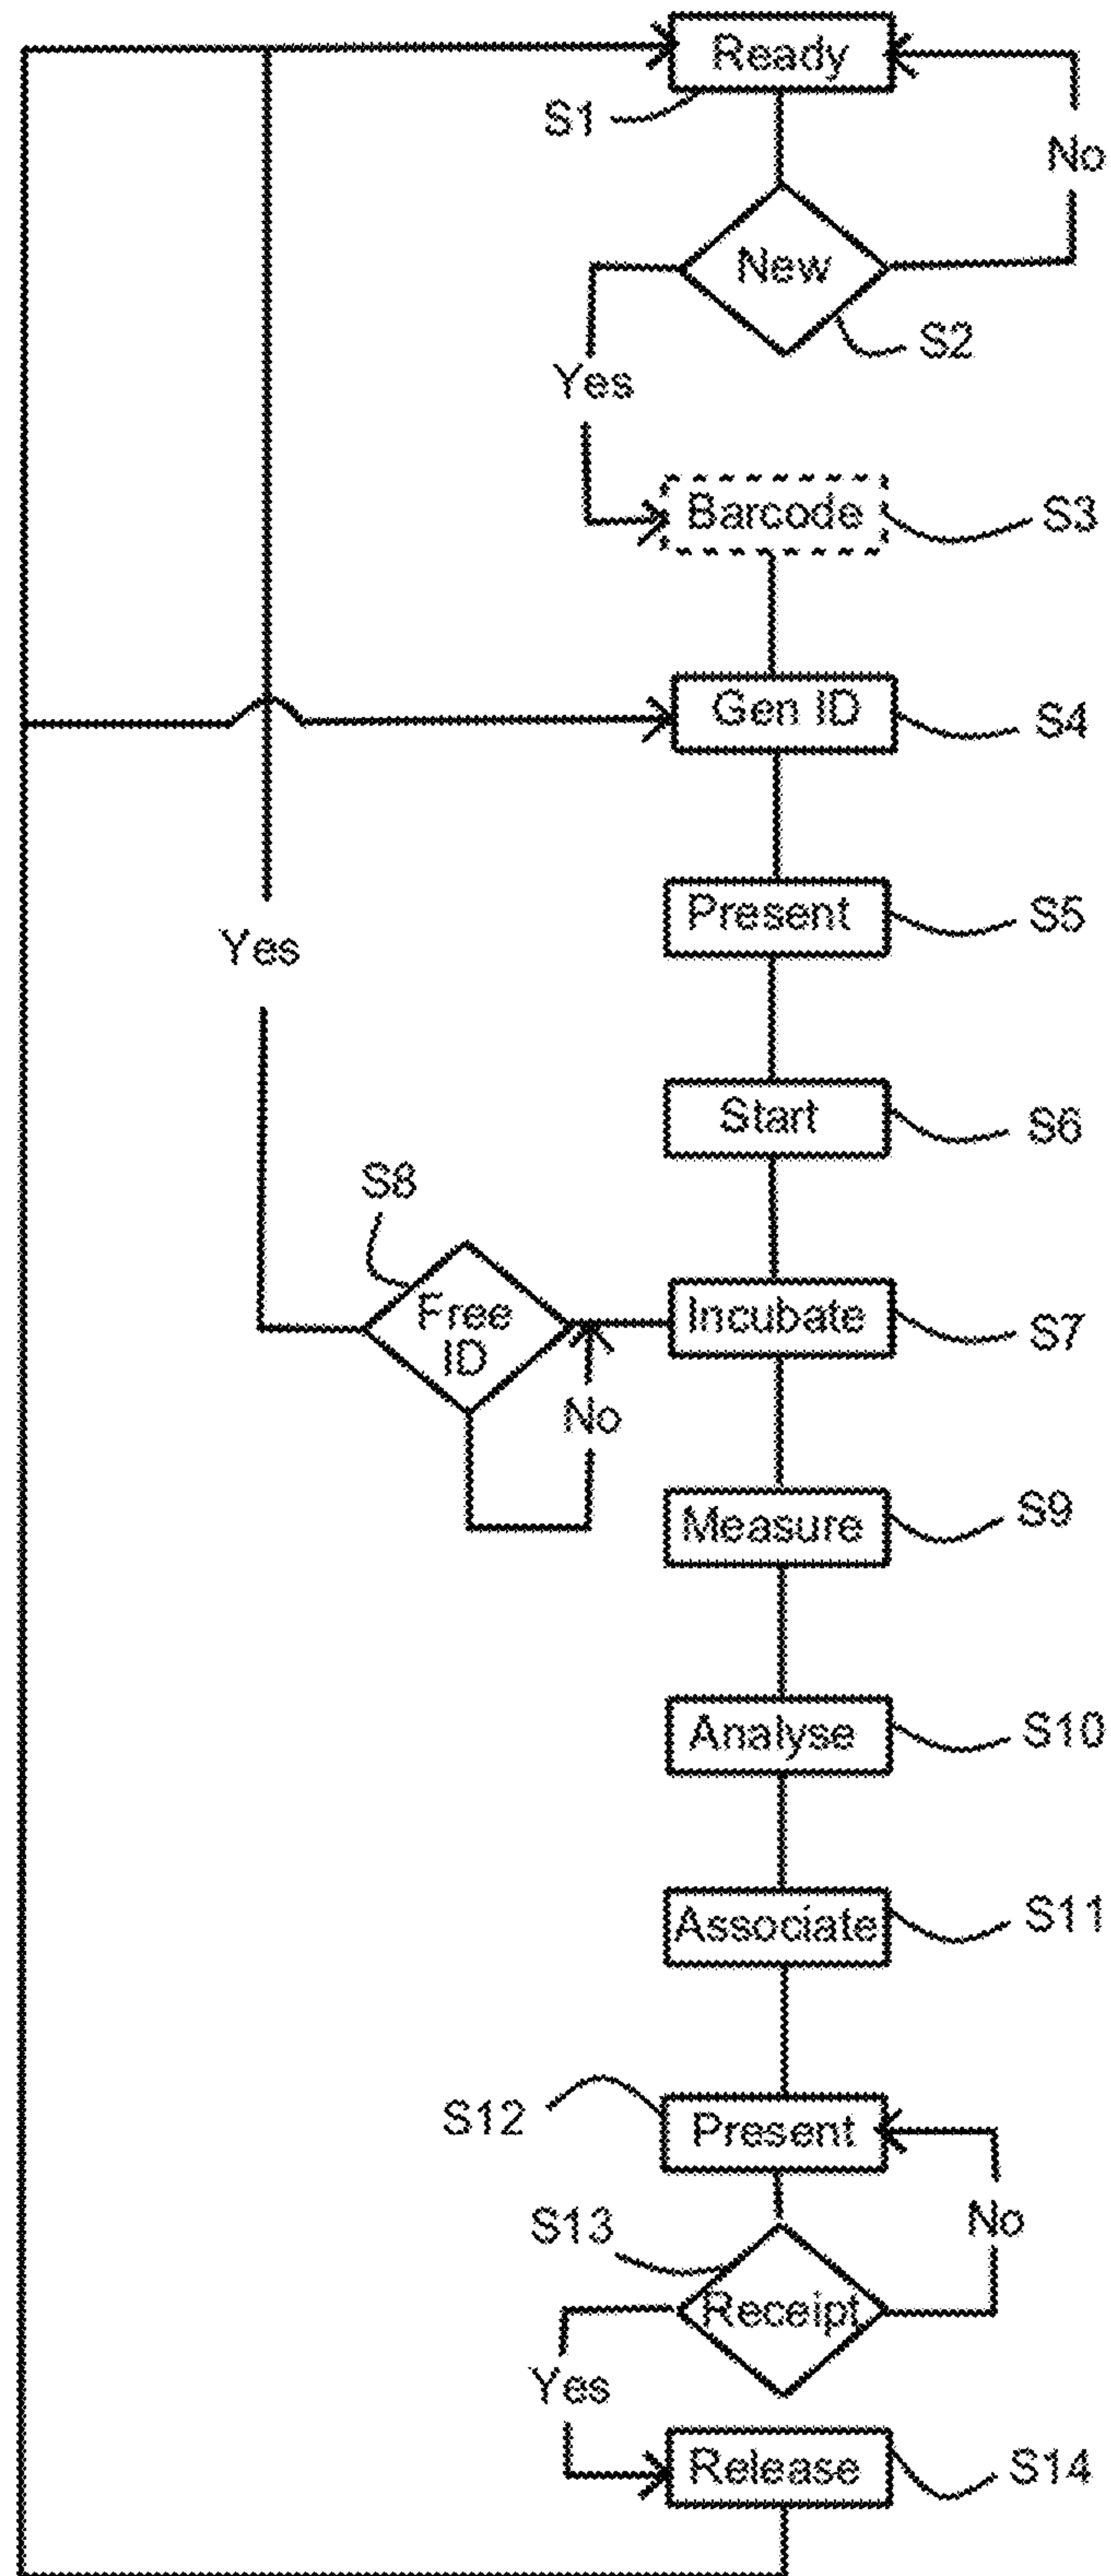 Ready
S1
No
New
S2
Yes
Barcode
S3
Gen ID
S4
Present
S5
Yes
Start
S6
S8
Free
ID
Incubate
S7
No
Measure
S9
Analyse
S10
Associate
S11
S12
Present
No
S13
Receipt
Yes
Release
S14